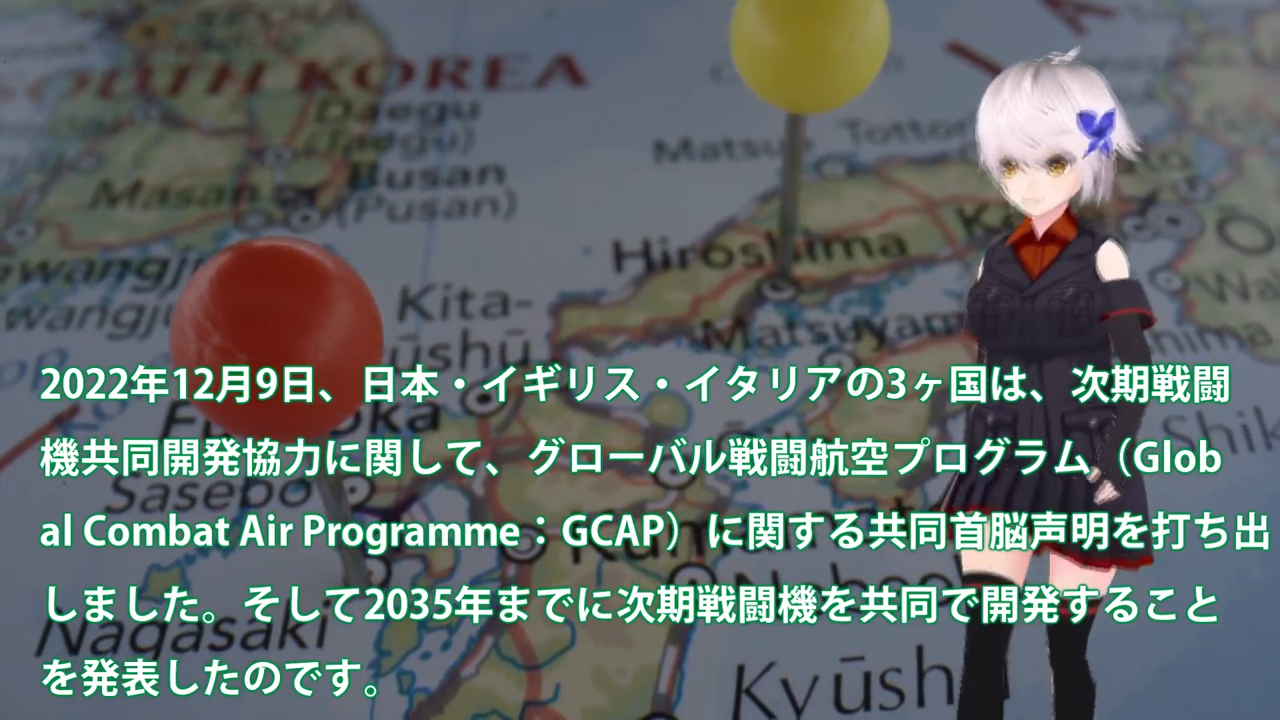 SOUTH KOREA
Daegu
(Taegu)
Masan
Busan
(Pusan)
Gwangju
Matsu
Tottori
Hiroshima
Kita-
ūshū
Matsuyama
2022年12月9日、日本・イギリス・イタリアの3ヶ国は、次期戦闘
機共同開発協力に関して、グローバル戦闘航空プログラム（Glob
al Combat Air Programme：GCAP）に関する共同首脳声明を打ち出
しました。そして2035年までに次期戦闘機を共同で開発すること
を発表したのです。
Sasebo
Nagasaki
Kyūsh
Shik